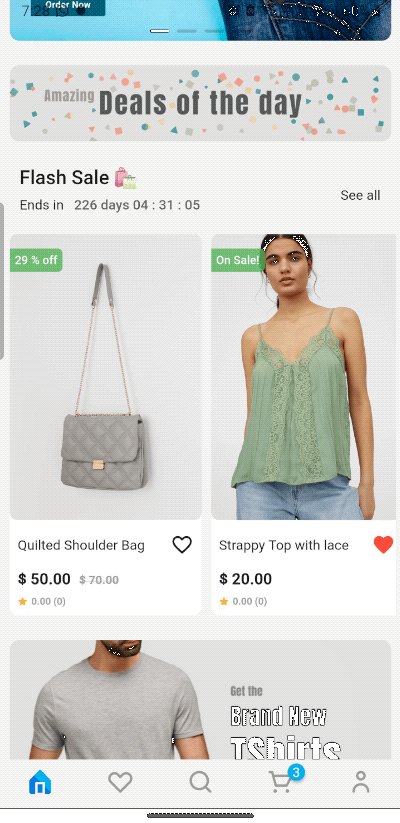 7:28
Order Now
Amazing
Deals of the day
Flash Sale
See all
Ends in 226 days 04 : 31 : 05
29 % off
On Sale!
Quilted Shoulder Bag
Strappy Top with lace
$ 50.00 $ 70.00
$ 20.00
0.00 (0)
0.00 (0)
Get the
Brand New
TShirts
3